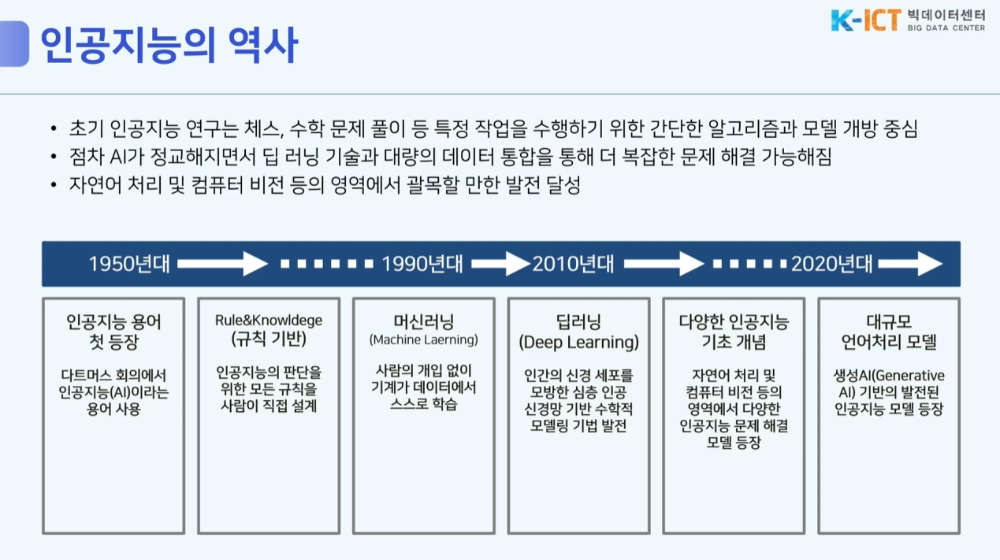 K-ICT 빅데이터센터
BIG DATA CENTER
인공지능의 역사
• 초기 인공지능 연구는 체스, 수학 문제 풀이 등 특정 작업을 수행하기 위한 간단한 알고리즘과 모델 개방 중심
• 점차 AI가 정교해지면서 딥 러닝 기술과 대량의 데이터 통합을 통해 더 복잡한 문제 해결 가능해짐
• 자연어 처리 및 컴퓨터 비전 등의 영역에서 괄목할 만한 발전 달성
1950년대 1990년대 2010년대 2020년대
인공지능 용어
첫 등장
다트머스 회의에서
인공지능(AI)이라는
용어 사용
Rule&Knowldege
(규칙 기반)
인공지능의 판단을
위한 모든 규칙을
사람이 직접 설계
머신러닝
(Machine Laerning)
사람의 개입 없이
기계가 데이터에서
스스로 학습
딥러닝
(Deep Learning)
인간의 신경 세포를
모방한 심층 인공
신경망 기반 수학적
모델링 기법 발전
다양한 인공지능
기초 개념
자연어 처리 및
컴퓨터 비전 등의
영역에서 다양한
인공지능 문제 해결
모델 등장
대규모
언어처리 모델
생성AI(Generative
AI) 기반의 발전된
인공지능 모델 등장